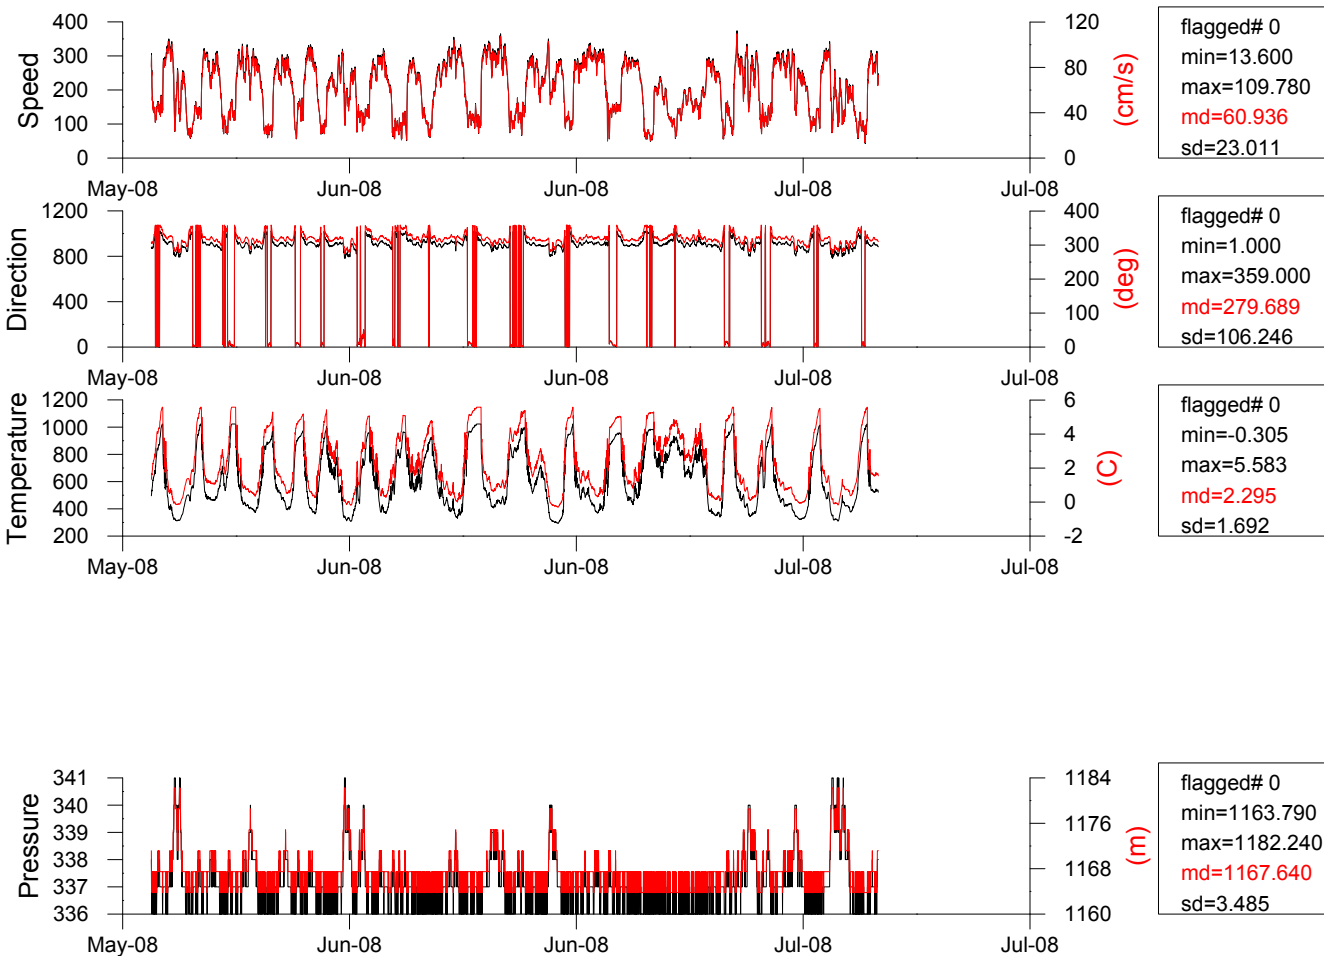 Speed
400
300
200
100
0
120
80
40
0
(cm/s)
May-08 Jun-08 Jun-08 Jul-08 Jul-08
flagged# 0
min=13.600
max=109.780
md=60.936
sd=23.011
Direction
1200
800
400
0
400
300
200
100
0
(deg)
May-08 Jun-08 Jun-08 Jul-08 Jul-08
flagged# 0
min=1.000
max=359.000
md=279.689
sd=106.246
Temperature
1200
1000
800
600
400
200
6
4
2
0
-2
(C)
May-08 Jun-08 Jun-08 Jul-08 Jul-08
flagged# 0
min=-0.305
max=5.583
md=2.295
sd=1.692
Pressure
341
340
339
338
337
336
1184
1176
1168
1160
(m)
May-08 Jun-08 Jun-08 Jul-08 Jul-08
flagged# 0
min=1163.790
max=1182.240
md=1167.640
sd=3.485